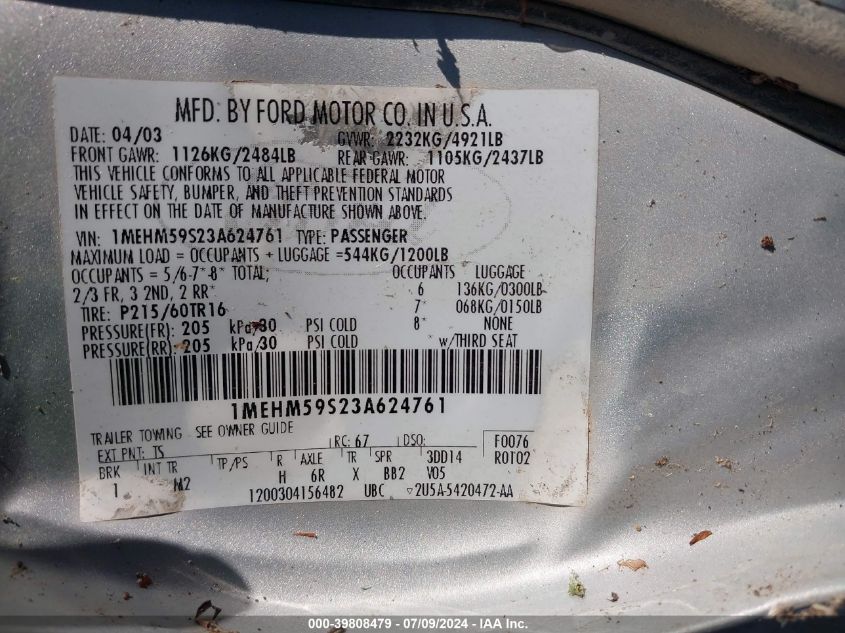 MFD. BY FORD MOTOR CO. IN U.S.A.
DATE: 04/03 GVWR: 2232KG/4921LB
FRONT GAWR: 1126KG/2484LB REAR GAWR: 1105KG/2437LB
THIS VEHICLE CONFORMS TO ALL APPLICABLE FEDERAL MOTOR
VEHICLE SAFETY, BUMPER, AND THEFT PREVENTION STANDARDS
IN EFFECT ON THE DATE OF MANUFACTURE SHOWN ABOVE.
VIN: 1MEHM59S23A624761 TYPE: PASSENGER
MAXIMUM LOAD = OCCUPANTS + LUGGAGE =544KG/1200LB
OCCUPANTS = 5/6-7*-8* TOTAL; OCCUPANTS LUGGAGE
2/3 FR, 3 2ND, 2 RR* 6 136KG/0300LB
TIRE: P215/60TR16 7* 068KG/0150LB
PRESSURE(FR): 205 kPa/30 PSI COLD 8* NONE
PRESSURE(RR): 205 kPa/30 PSI COLD * w/THIRD SEAT
1MEHM59S23A624761
TRAILER TOWING - SEE OWNER GUIDE
EXT PNT: TS RC: 67 DSO: F0076
BRK INT TR TP/PS R AXLE TR SPR 3DD14 R0T02
1 M2 H 6R X BB2 V05
1200304156482 UBC ▽2U5A-5420472-AA
000-39808479 - 07/09/2024 - IAA Inc.